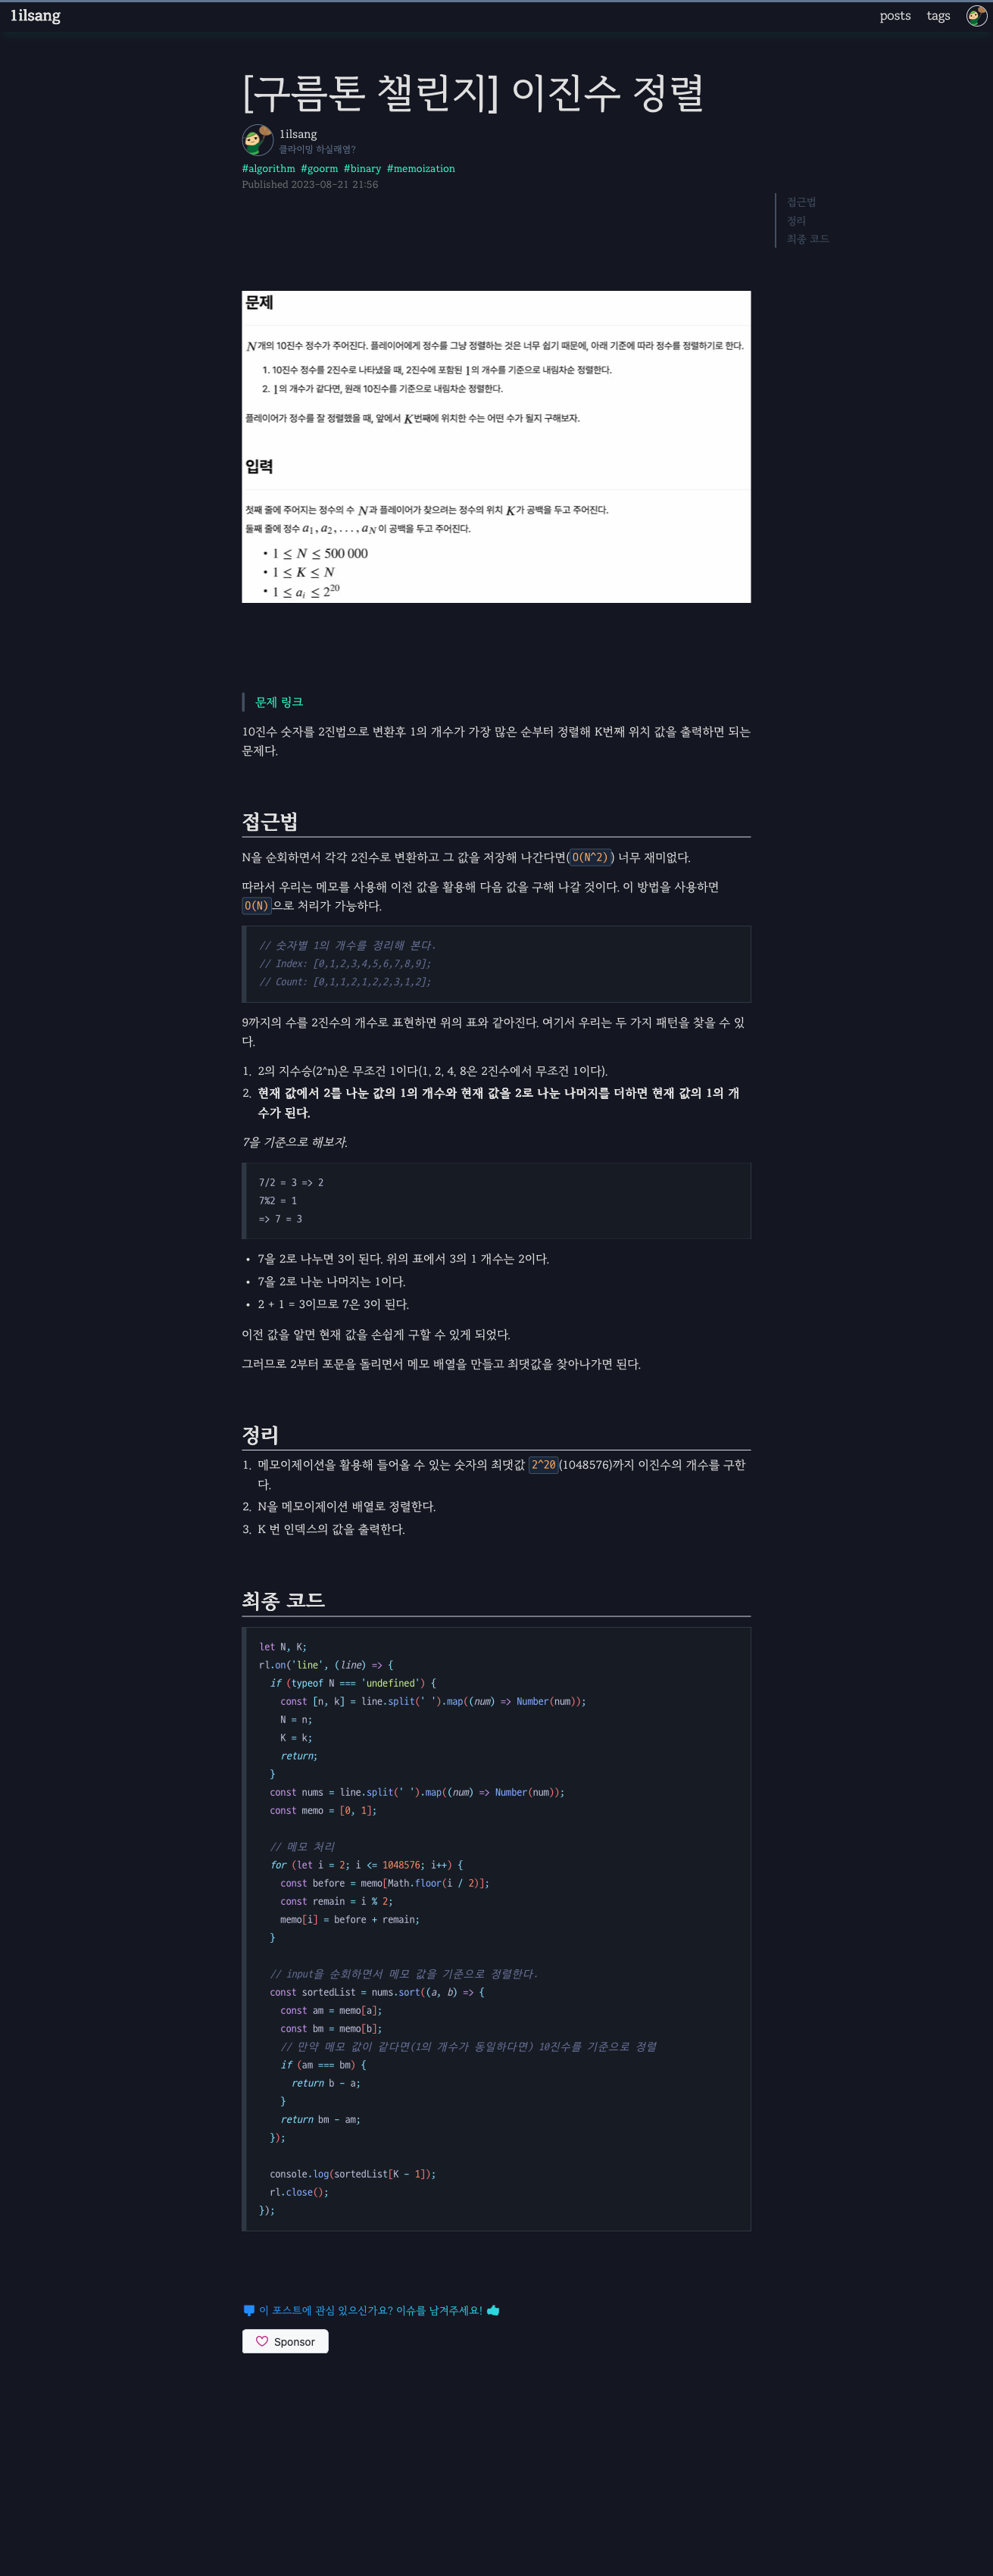 1ilsang
posts tags
[구름톤 챌린지] 이진수 정렬
1ilsang
클라이밍 하실래염?
#algorithm #goorm #binary #memoization
Published 2023-08-21 21:56
접근법
정리
최종 코드
문제
N개의 10진수 정수가 주어진다. 플레이어에게 정수를 그냥 정렬하는 것은 너무 쉽기 때문에, 아래 기준에 따라 정수를 정렬하기로 한다.
1. 10진수 정수를 2진수로 나타냈을 때, 2진수에 포함된 1의 개수를 기준으로 내림차순 정렬한다.
2. 1의 개수가 같다면, 원래 10진수를 기준으로 내림차순 정렬한다.
플레이어가 정수를 잘 정렬했을 때, 앞에서 K번째에 위치한 수는 어떤 수가 될지 구해보자.
입력
첫째 줄에 주어지는 정수의 수 N과 플레이어가 찾으려는 정수의 위치 K가 공백을 두고 주어진다.
둘째 줄에 정수 a₁, a₂, . . . , a_N이 공백을 두고 주어진다.
• 1 ≤ N ≤ 500 000
• 1 ≤ K ≤ N
• 1 ≤ aᵢ ≤ 2²⁰
문제 링크
10진수 숫자를 2진법으로 변환후 1의 개수가 가장 많은 순부터 정렬해 K번째 위치 값을 출력하면 되는
문제다.
접근법
N을 순회하면서 각각 2진수로 변환하고 그 값을 저장해 나간다면(O(N^2)) 너무 재미없다.
따라서 우리는 메모를 사용해 이전 값을 활용해 다음 값을 구해 나갈 것이다. 이 방법을 사용하면
O(N)으로 처리가 가능하다.
// 숫자별 1의 개수를 정리해 본다.
// Index: [0,1,2,3,4,5,6,7,8,9];
// Count: [0,1,1,2,1,2,2,3,1,2];
9까지의 수를 2진수의 개수로 표현하면 위의 표와 같아진다. 여기서 우리는 두 가지 패턴을 찾을 수 있
다.
1. 2의 지수승(2^n)은 무조건 1이다(1, 2, 4, 8은 2진수에서 무조건 1이다).
2. 현재 값에서 2를 나눈 값의 1의 개수와 현재 값을 2로 나눈 나머지를 더하면 현재 값의 1의 개
수가 된다.
7을 기준으로 해보자.
7/2 = 3 => 2
7%2 = 1
=> 7 = 3
• 7을 2로 나누면 3이 된다. 위의 표에서 3의 1 개수는 2이다.
• 7을 2로 나눈 나머지는 1이다.
• 2 + 1 = 3이므로 7은 3이 된다.
이전 값을 알면 현재 값을 손쉽게 구할 수 있게 되었다.
그러므로 2부터 포문을 돌리면서 메모 배열을 만들고 최댓값을 찾아나가면 된다.
정리
1. 메모이제이션을 활용해 들어올 수 있는 숫자의 최댓값 2^20(1048576)까지 이진수의 개수를 구한
다.
2. N을 메모이제이션 배열로 정렬한다.
3. K 번 인덱스의 값을 출력한다.
최종 코드
let N, K;
rl.on('line', (line) => {
  if (typeof N === 'undefined') {
    const [n, k] = line.split(' ').map((num) => Number(num));
    N = n;
    K = k;
    return;
  }
  const nums = line.split(' ').map((num) => Number(num));
  const memo = [0, 1];
  // 메모 처리
  for (let i = 2; i <= 1048576; i++) {
    const before = memo[Math.floor(i / 2)];
    const remain = i % 2;
    memo[i] = before + remain;
  }
  // input을 순회하면서 메모 값을 기준으로 정렬한다.
  const sortedList = nums.sort((a, b) => {
    const am = memo[a];
    const bm = memo[b];
    // 만약 메모 값이 같다면(1의 개수가 동일하다면) 10진수를 기준으로 정렬
    if (am === bm) {
      return b - a;
    }
    return bm - am;
  });
  console.log(sortedList[K - 1]);
  rl.close();
});
이 포스트에 관심 있으신가요? 이슈를 남겨주세요!
Sponsor